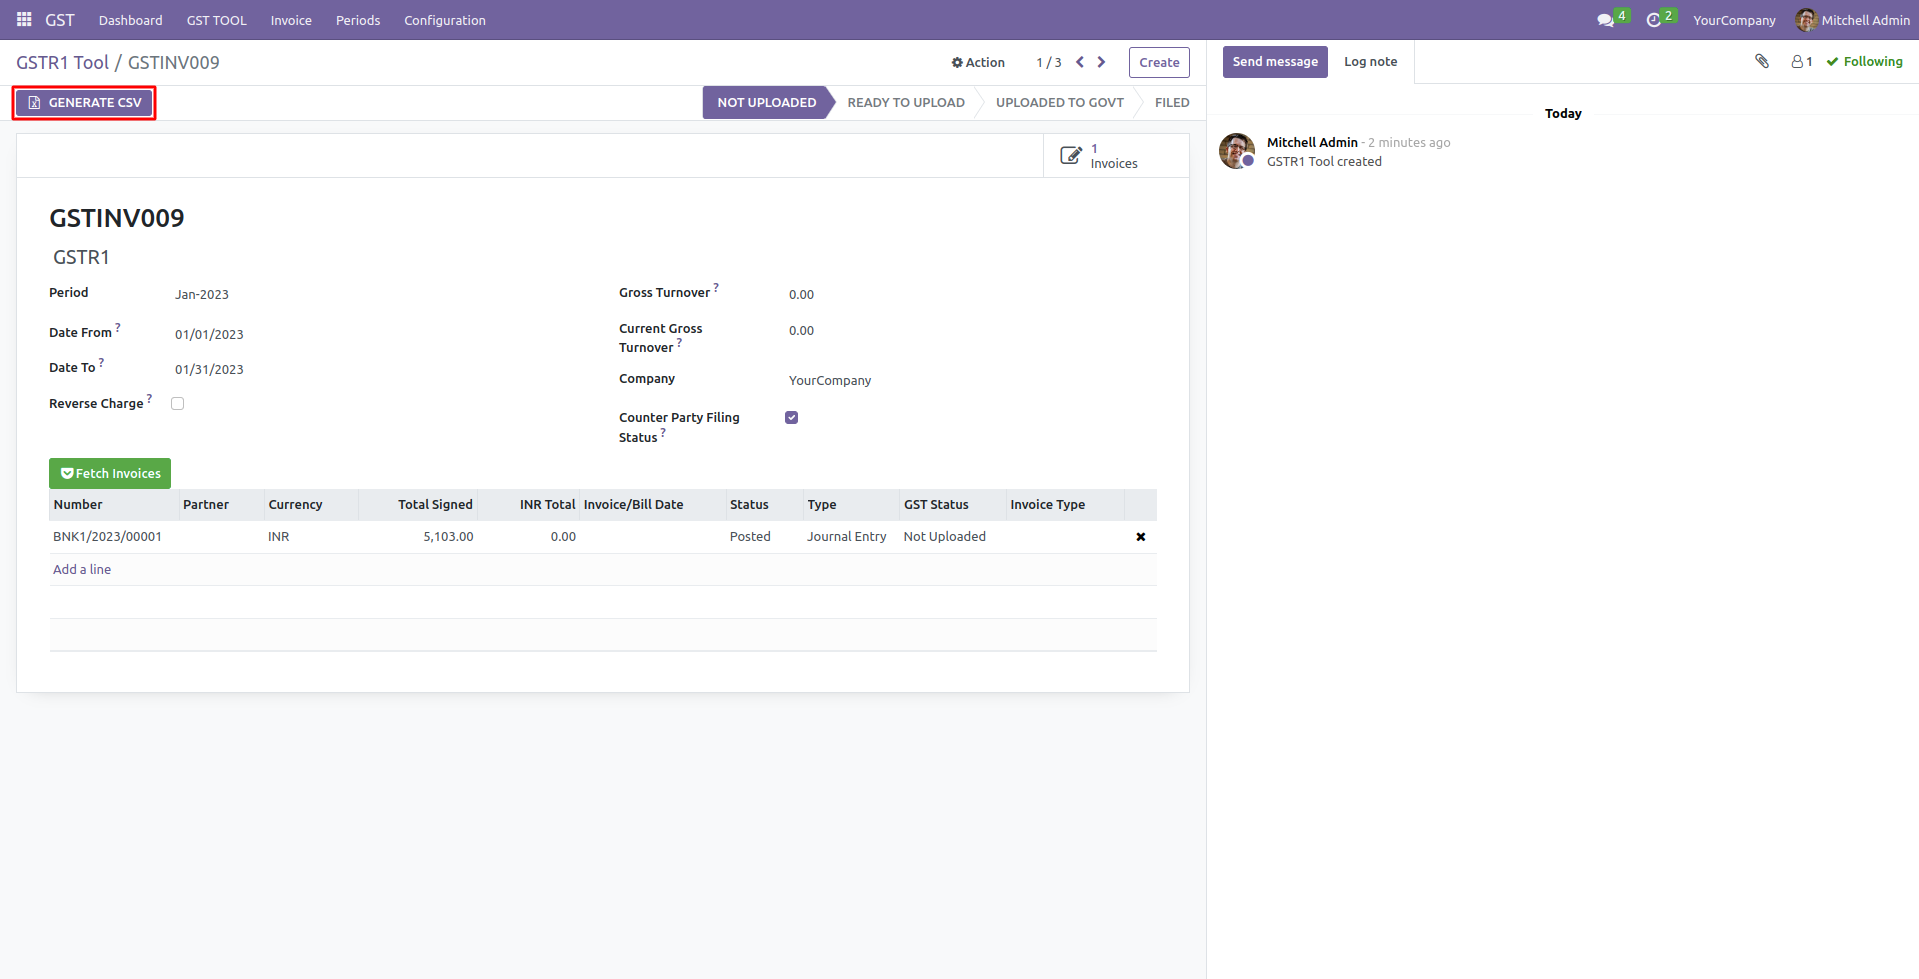 GST Dashboard GST TOOL Invoice Periods Configuration 4 2 YourCompany Mitchell Admin
GSTR1 Tool / GSTINV009 Action 1 / 3 Create
Send message Log note 1 Following
GENERATE CSV NOT UPLOADED READY TO UPLOAD UPLOADED TO GOVT FILED
Today
Mitchell Admin - 2 minutes ago
GSTR1 Tool created
1
Invoices
GSTINV009
GSTR1
Period Jan-2023
Date From ? 01/01/2023
Date To ? 01/31/2023
Reverse Charge ?
Gross Turnover ? 0.00
Current Gross 0.00
Turnover ?
Company YourCompany
Counter Party Filing
Status ?
Fetch Invoices
Number Partner Currency Total Signed INR Total Invoice/Bill Date Status Type GST Status Invoice Type
BNK1/2023/00001 INR 5,103.00 0.00 Posted Journal Entry Not Uploaded
Add a line